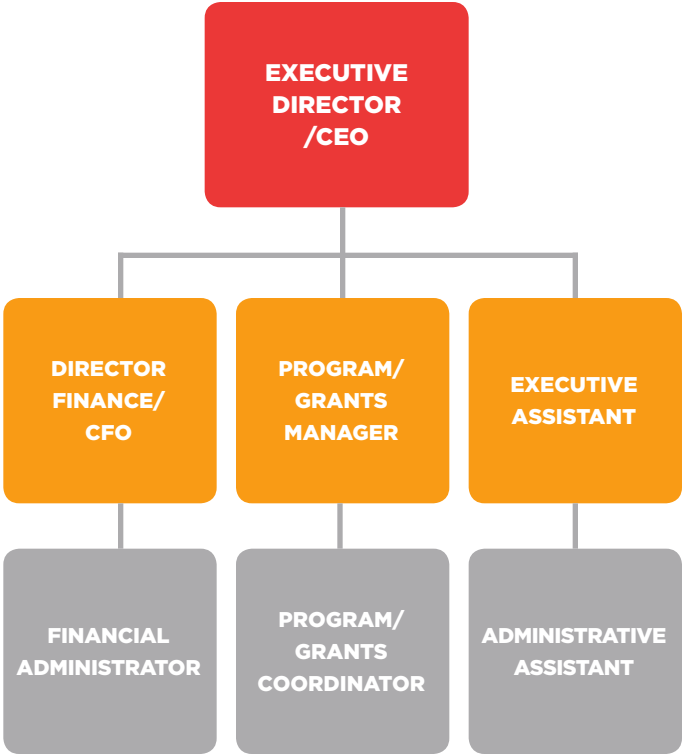 EXECUTIVE
DIRECTOR
/CEO
DIRECTOR
FINANCE/
CFO
PROGRAM/
GRANTS
MANAGER
EXECUTIVE
ASSISTANT
FINANCIAL
ADMINISTRATOR
PROGRAM/
GRANTS
COORDINATOR
ADMINISTRATIVE
ASSISTANT